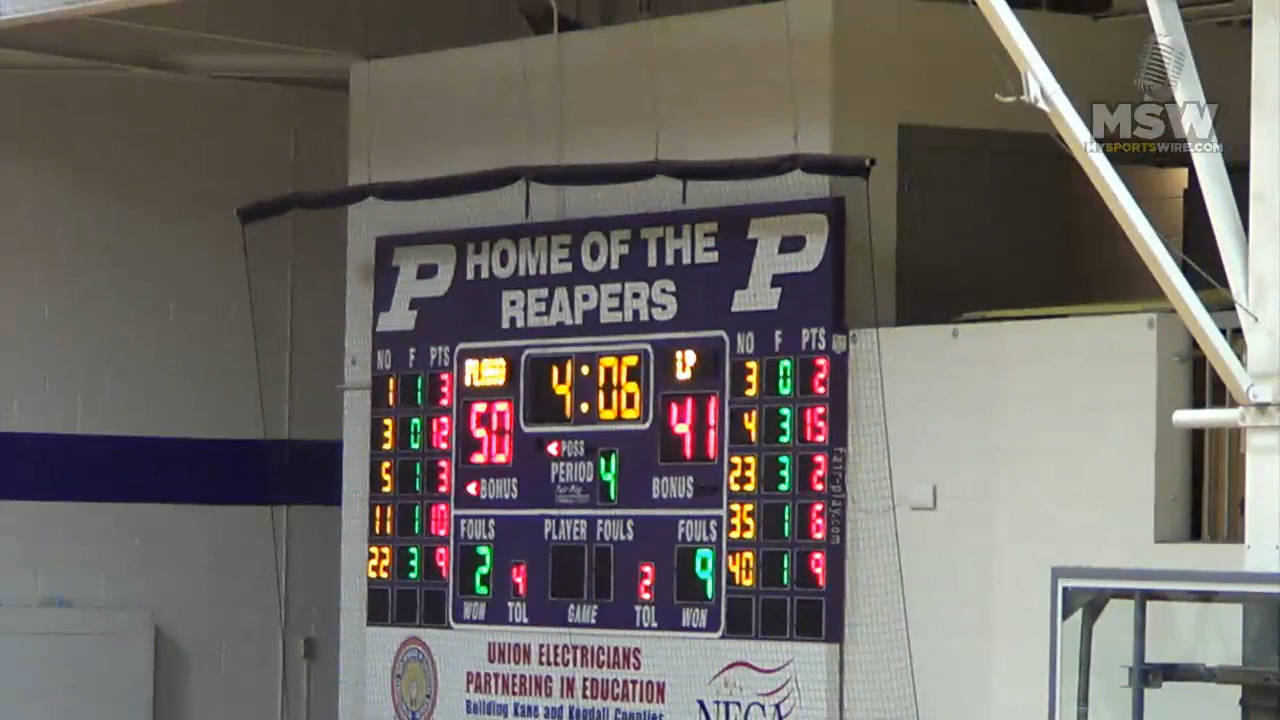 MSW
MYSPORTSWIRE.COM
P HOME OF THE P
REAPERS
NO F PTS
1 1 3
3 0 12
5 1 3
11 1 10
22 3 9
PLANO 4:06 LP
50 41
POSS
PERIOD 4
BONUS BONUS
FOULS PLAYER FOULS FOULS
2 4 2 9
WON TOL GAME TOL WON
NO F PTS
3 0 2
4 3 15
23 3 2
35 1 6
40 1 9
fair-play.com
UNION ELECTRICIANS
PARTNERING IN EDUCATION
Building Kane and Kendall Counties
NECA